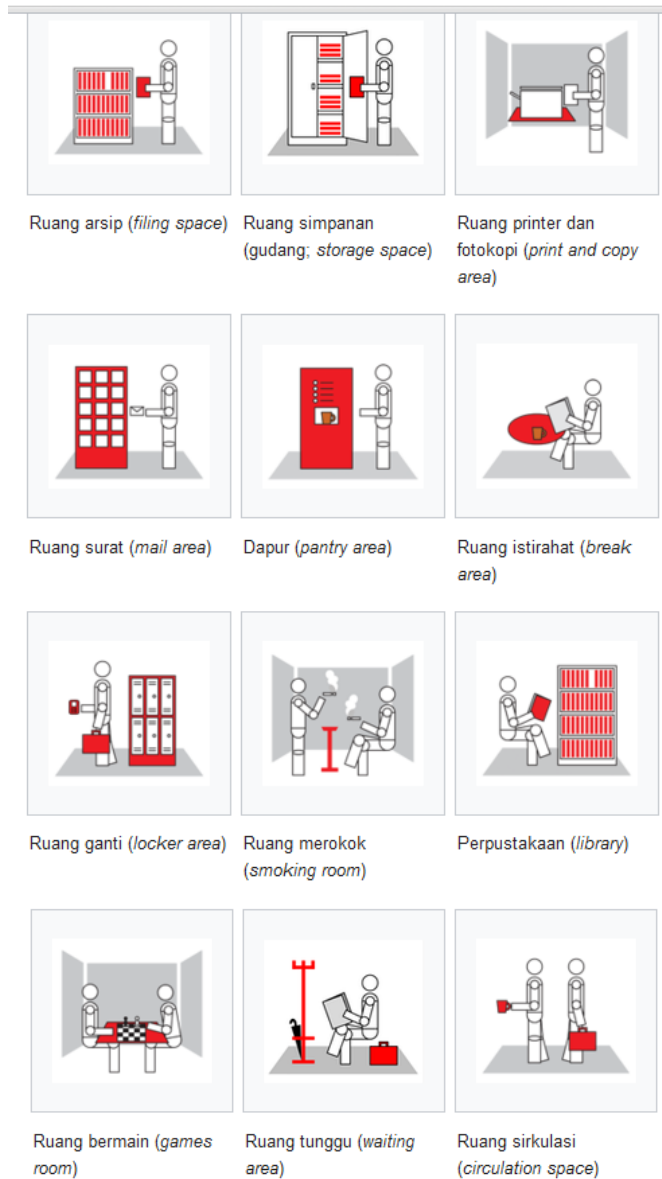 Ruang arsip (filing space)
Ruang simpanan
(gudang; storage space)
Ruang printer dan
fotokopi (print and copy
area)
Ruang surat (mail area)
Dapur (pantry area)
Ruang istirahat (break
area)
Ruang ganti (locker area)
Ruang merokok
(smoking room)
Perpustakaan (library)
Ruang bermain (games
room)
Ruang tunggu (waiting
area)
Ruang sirkulasi
(circulation space)